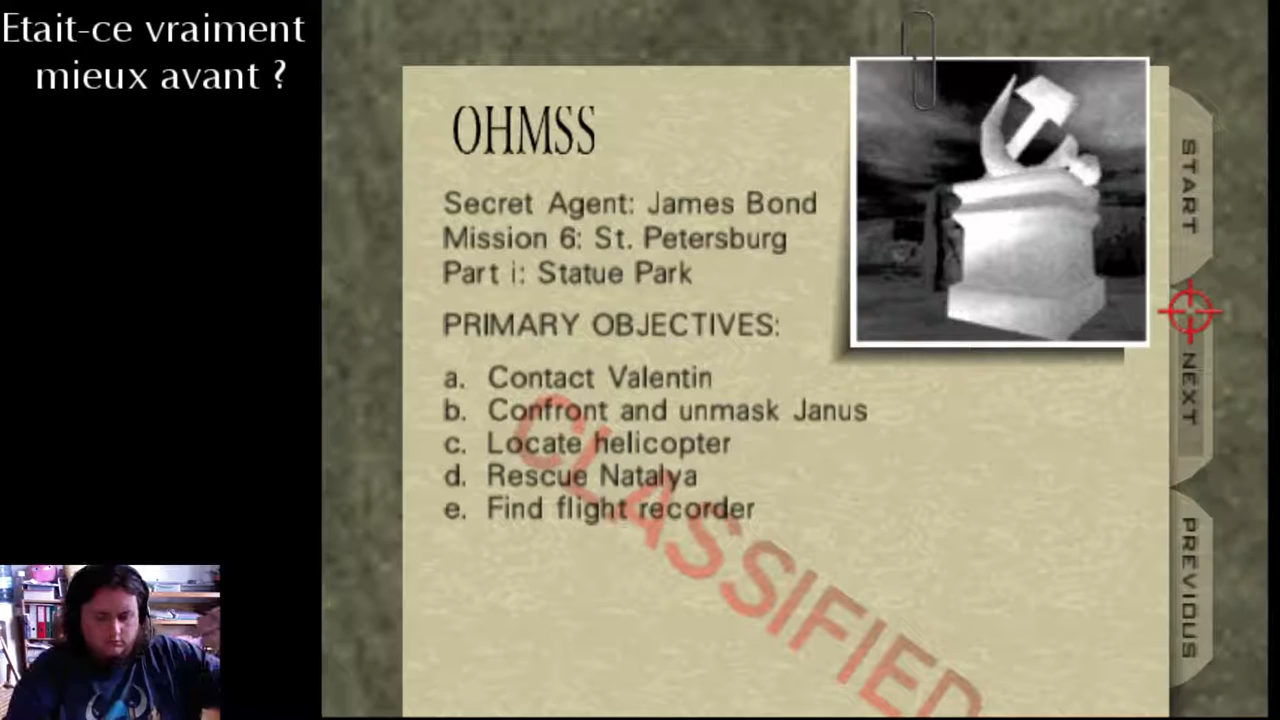 Etait-ce vraiment
mieux avant ?
OHMSS
Secret Agent: James Bond
Mission 6: St. Petersburg
Part i: Statue Park
PRIMARY OBJECTIVES:
a. Contact Valentin
b. Confront and unmask Janus
c. Locate helicopter
d. Rescue Natalya
e. Find flight recorder
CLASSIFIED
START
NEXT
PREVIOUS